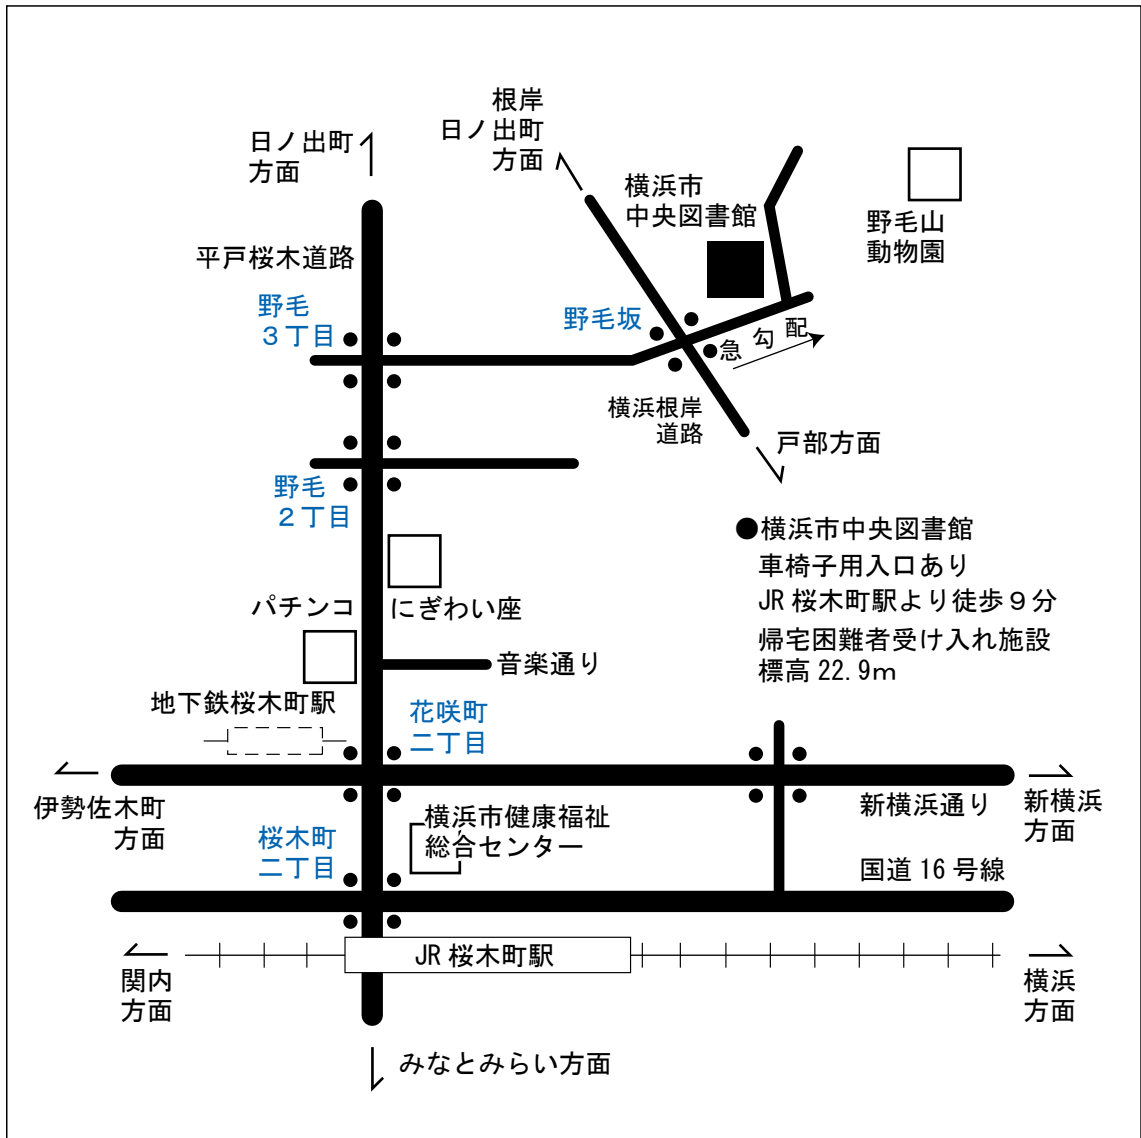 根岸
日ノ出町
方面
日ノ出町
方面
横浜市
中央図書館
野毛山
動物園
平戸桜木道路
野毛
３丁目
野毛坂
急勾配
横浜根岸
道路
戸部方面
野毛
２丁目
●横浜市中央図書館
車椅子用入口あり
JR桜木町駅より徒歩９分
帰宅困難者受け入れ施設
標高22.9m
パチンコ
にぎわい座
音楽通り
地下鉄桜木町駅
花咲町
二丁目
伊勢佐木町
方面
新横浜通り
新横浜
方面
横浜市健康福祉
総合センター
桜木町
二丁目
国道16号線
JR桜木町駅
関内
方面
横浜
方面
みなとみらい方面